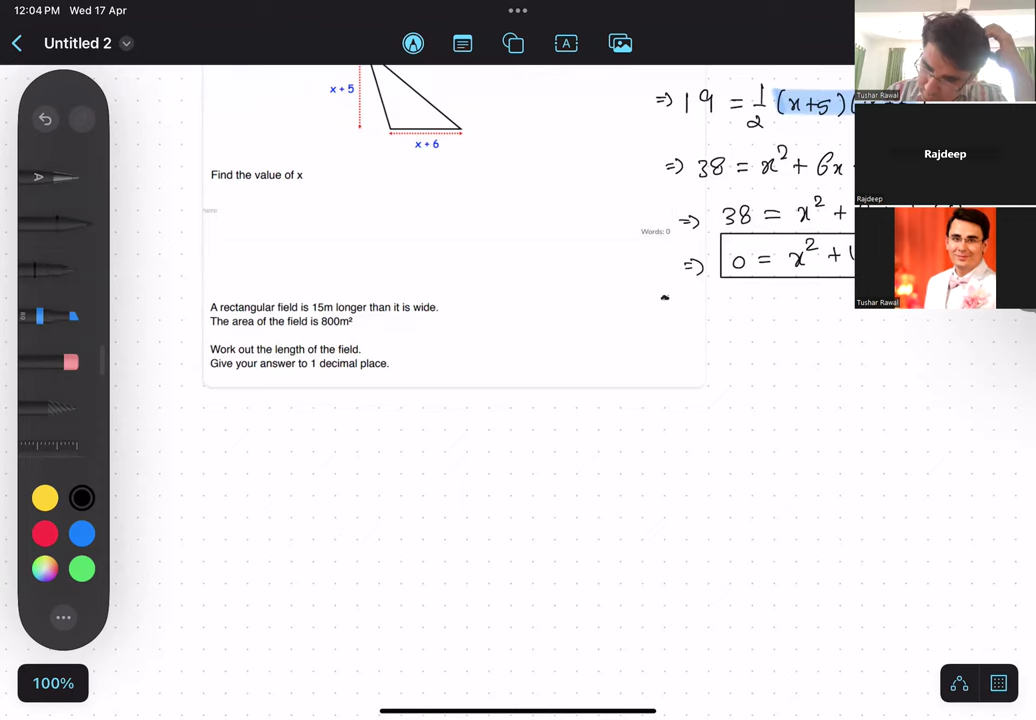 12:04 PM Wed 17 Apr
Untitled 2
A
x + 5
x + 6
Find the value of x
here
Words: 0
A rectangular field is 15m longer than it is wide.
The area of the field is 800m²
Work out the length of the field.
Give your answer to 1 decimal place.
⇒ 19 = 1/2 (x+5)(
⇒ 38 = x² + 6x
⇒ 38 = x² +
⇒ 0 = x² +
Tushar Rawal
Rajdeep
Rajdeep
Tushar Rawal
80
100%